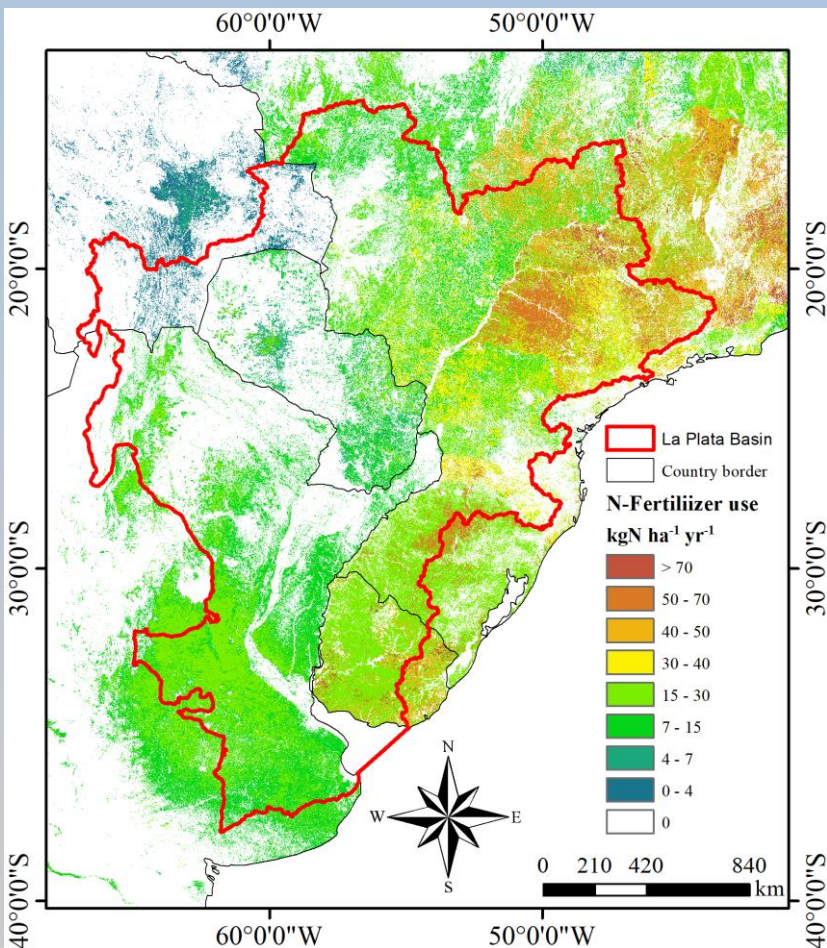 60°0'0"W 50°0'0"W
20°0'0"S 20°0'0"S
30°0'0"S 30°0'0"S
40°0'0"S 40°0'0"S
La Plata Basin
Country border
N-Fertiliizer use
kgN ha⁻¹ yr⁻¹
> 70
50 - 70
40 - 50
30 - 40
15 - 30
7 - 15
4 - 7
0 - 4
0
N
W E
S
0 210 420 840
km
60°0'0"W 50°0'0"W